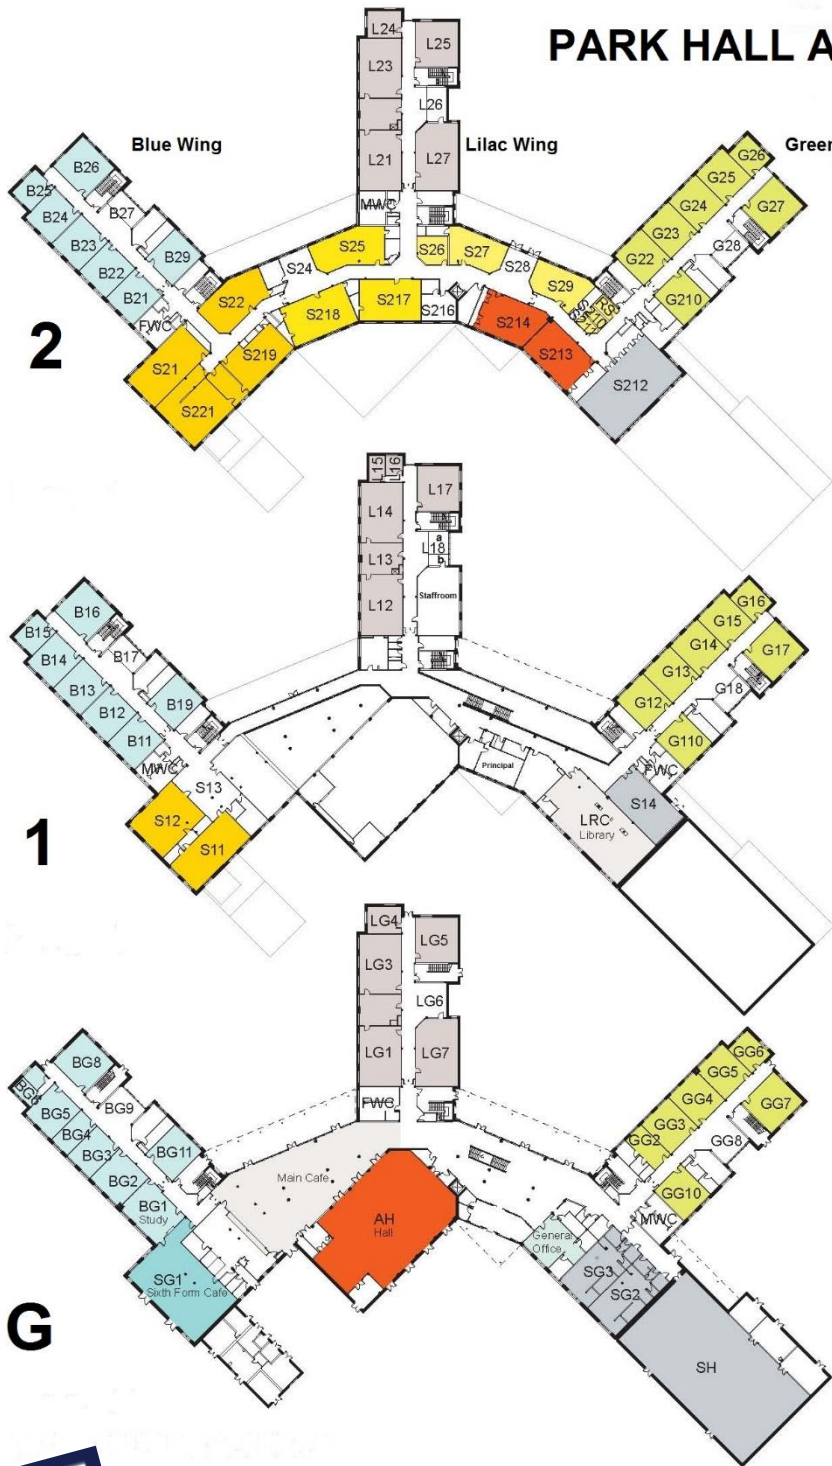 PARK HALL A
Blue Wing
Lilac Wing
Green
2
L24
L23
L25
L26
L21
L27
MWC
B26
B25
B27
B24
B23
B29
B22
B21
FWC
S22
S24
S25
S26
S27
S28
S29
S21
S219
S218
S217
S216
S214
S213
S221
S212
G26
G25
G24
G27
G23
G28
G22
G210
1
L15
L16
L17
L14
L18
a
b
L13
L12
Staffroom
B16
B15
B17
B14
B13
B19
B12
B11
MWC
S13
S12
S11
Principal
LRC
Library
S14
FWC
G16
G15
G14
G17
G13
G18
G12
G110
G
LG4
LG5
LG3
LG6
LG1
LG7
FWC
BG8
BG6
BG9
BG5
BG4
BG3
BG11
BG2
BG1
Study
SG1
Sixth Form Cafe
Main Cafe
AH
Hall
General
Office
SG3
SG2
SH
MWC
GG6
GG5
GG4
GG7
GG3
GG8
GG2
GG10